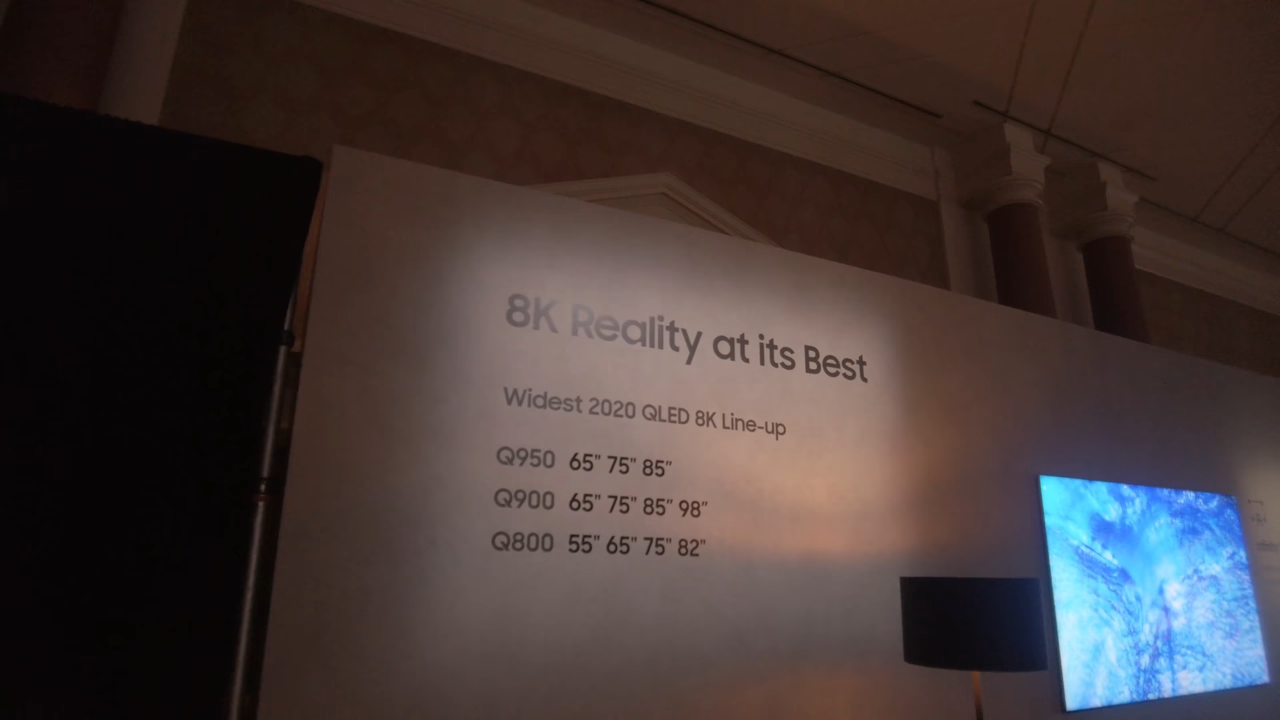 8K Reality at its Best
Widest 2020 QLED 8K Line-up
Q950 65" 75" 85"
Q900 65" 75" 85" 98"
Q800 55" 65" 75" 82"